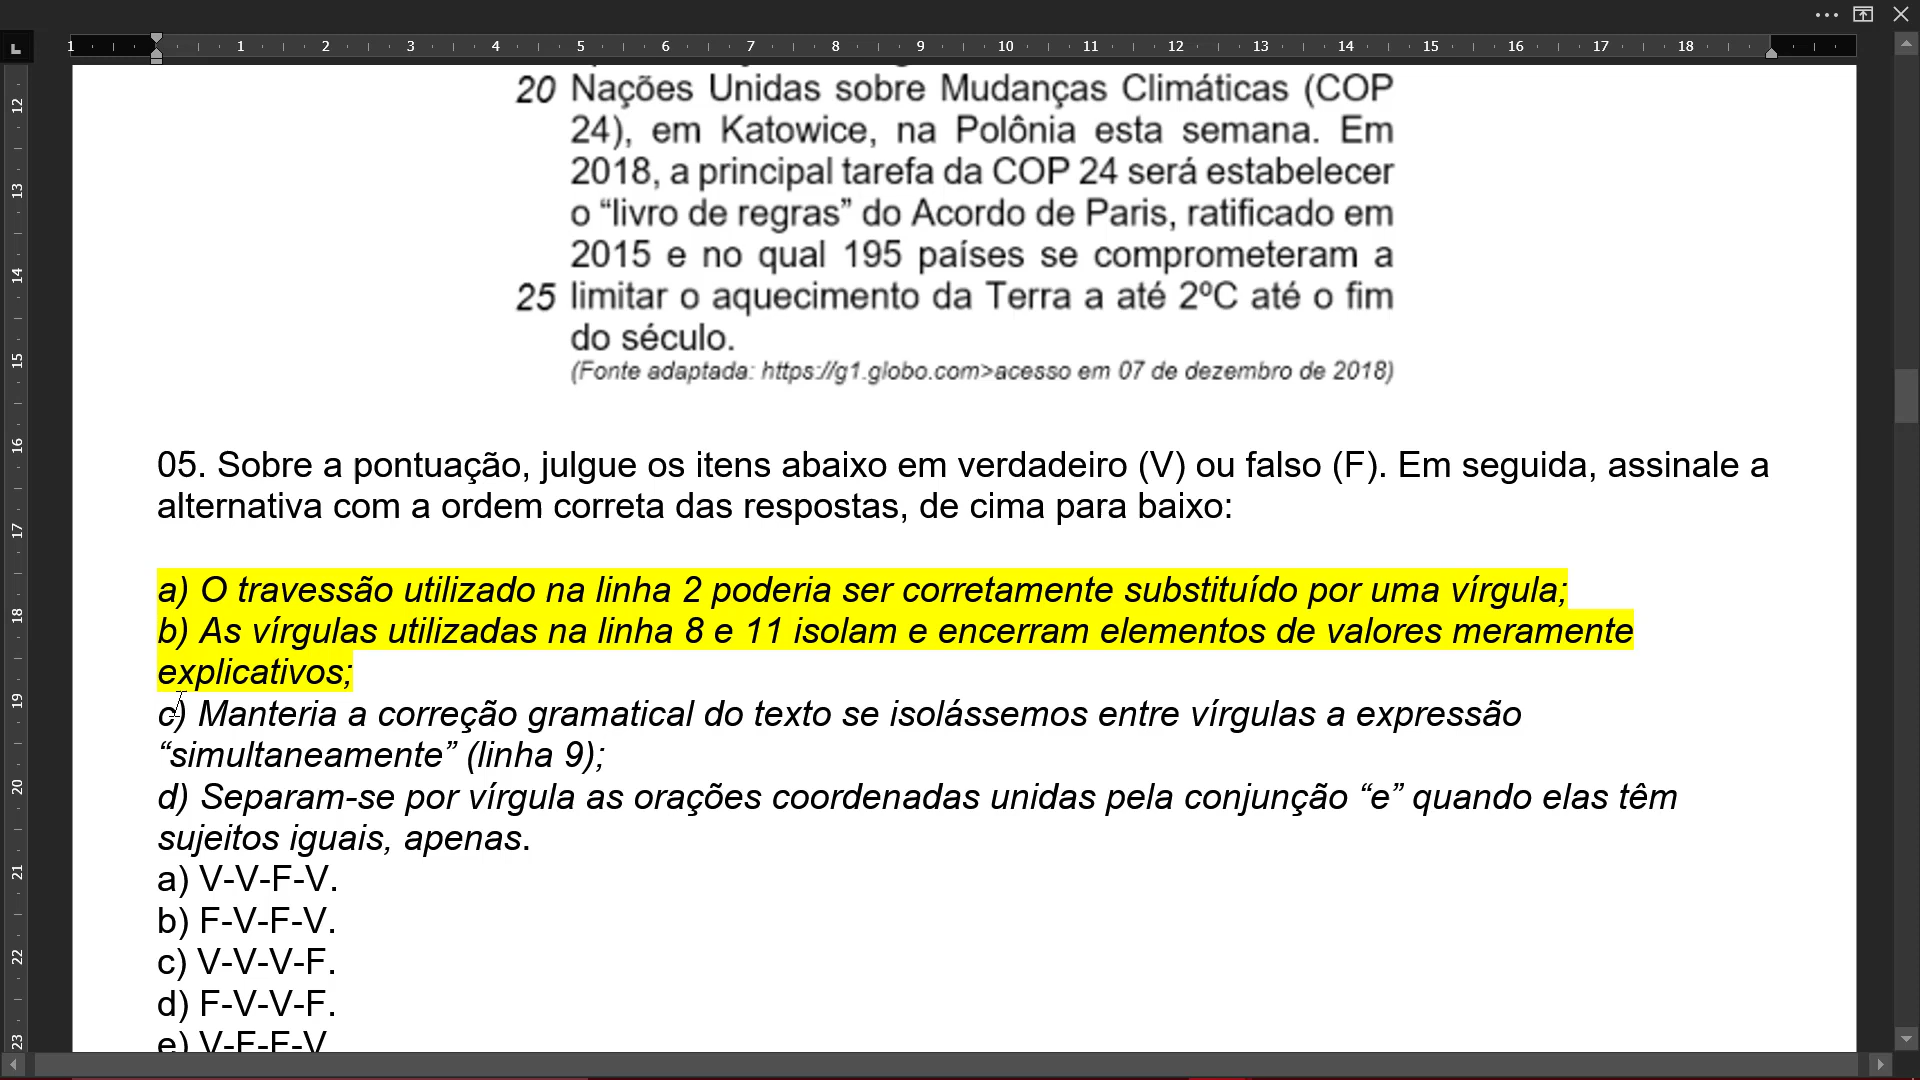 1 1 2 3 4 5 6 7 8 9 10 11 12 13 14 15 16 17 18
20 Nações Unidas sobre Mudanças Climáticas (COP
24), em Katowice, na Polônia esta semana. Em
2018, a principal tarefa da COP 24 será estabelecer
o “livro de regras” do Acordo de Paris, ratificado em
2015 e no qual 195 países se comprometeram a
25 limitar o aquecimento da Terra a até 2ºC até o fim
do século.
(Fonte adaptada: https://g1.globo.com>acesso em 07 de dezembro de 2018)
05. Sobre a pontuação, julgue os itens abaixo em verdadeiro (V) ou falso (F). Em seguida, assinale a
alternativa com a ordem correta das respostas, de cima para baixo:
a) O travessão utilizado na linha 2 poderia ser corretamente substituído por uma vírgula;
b) As vírgulas utilizadas na linha 8 e 11 isolam e encerram elementos de valores meramente
explicativos;
c) Manteria a correção gramatical do texto se isolássemos entre vírgulas a expressão
“simultaneamente” (linha 9);
d) Separam-se por vírgula as orações coordenadas unidas pela conjunção “e” quando elas têm
sujeitos iguais, apenas.
a) V-V-F-V.
b) F-V-F-V.
c) V-V-V-F.
d) F-V-V-F.
e) V-F-F-V
12
13
14
15
16
17
18
19
20
21
22
23